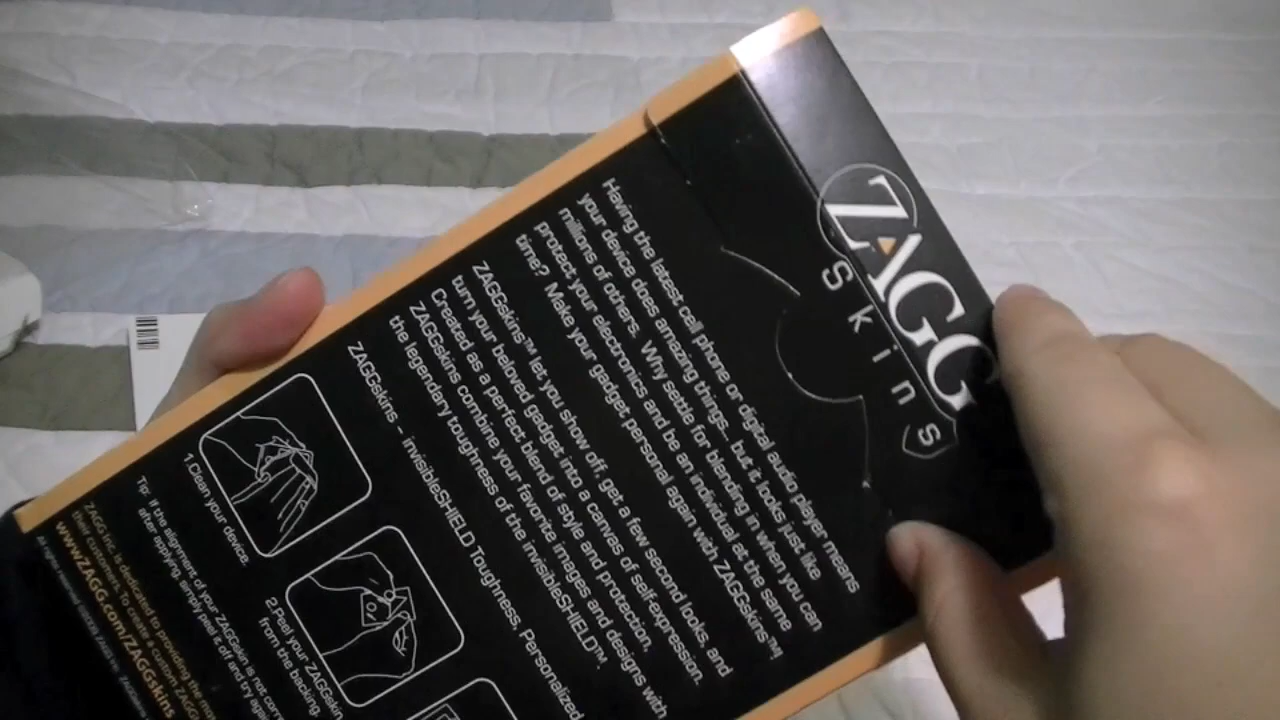 ZAGG
skins
Having the latest cell phone or digital audio player means
your device does amazing things... but it looks just like
millions of others. Why settle for blending in when you can
protect your electronics and be an individual at the same
time? Make your gadget personal again with ZAGGskins™!
ZAGGskins™ let you show off, get a few second looks, and
turn your beloved gadget into a canvas of self-expression.
Created as a perfect blend of style and protection,
ZAGGskins combine your favorite images and designs with
the legendary toughness of the invisibleSHIELD™.
ZAGGskins - invisibleSHIELD Toughness, Personalized
1.Clean your device.
2.Peel your ZAGGskin
from the backing.
Tip: If the alignment of your ZAGGskin is not
after applying, simply peel it off and try
ZAGG Inc. is dedicated to providing the
their customers. To create a custom
www.ZAGG.com/ZAGGskins